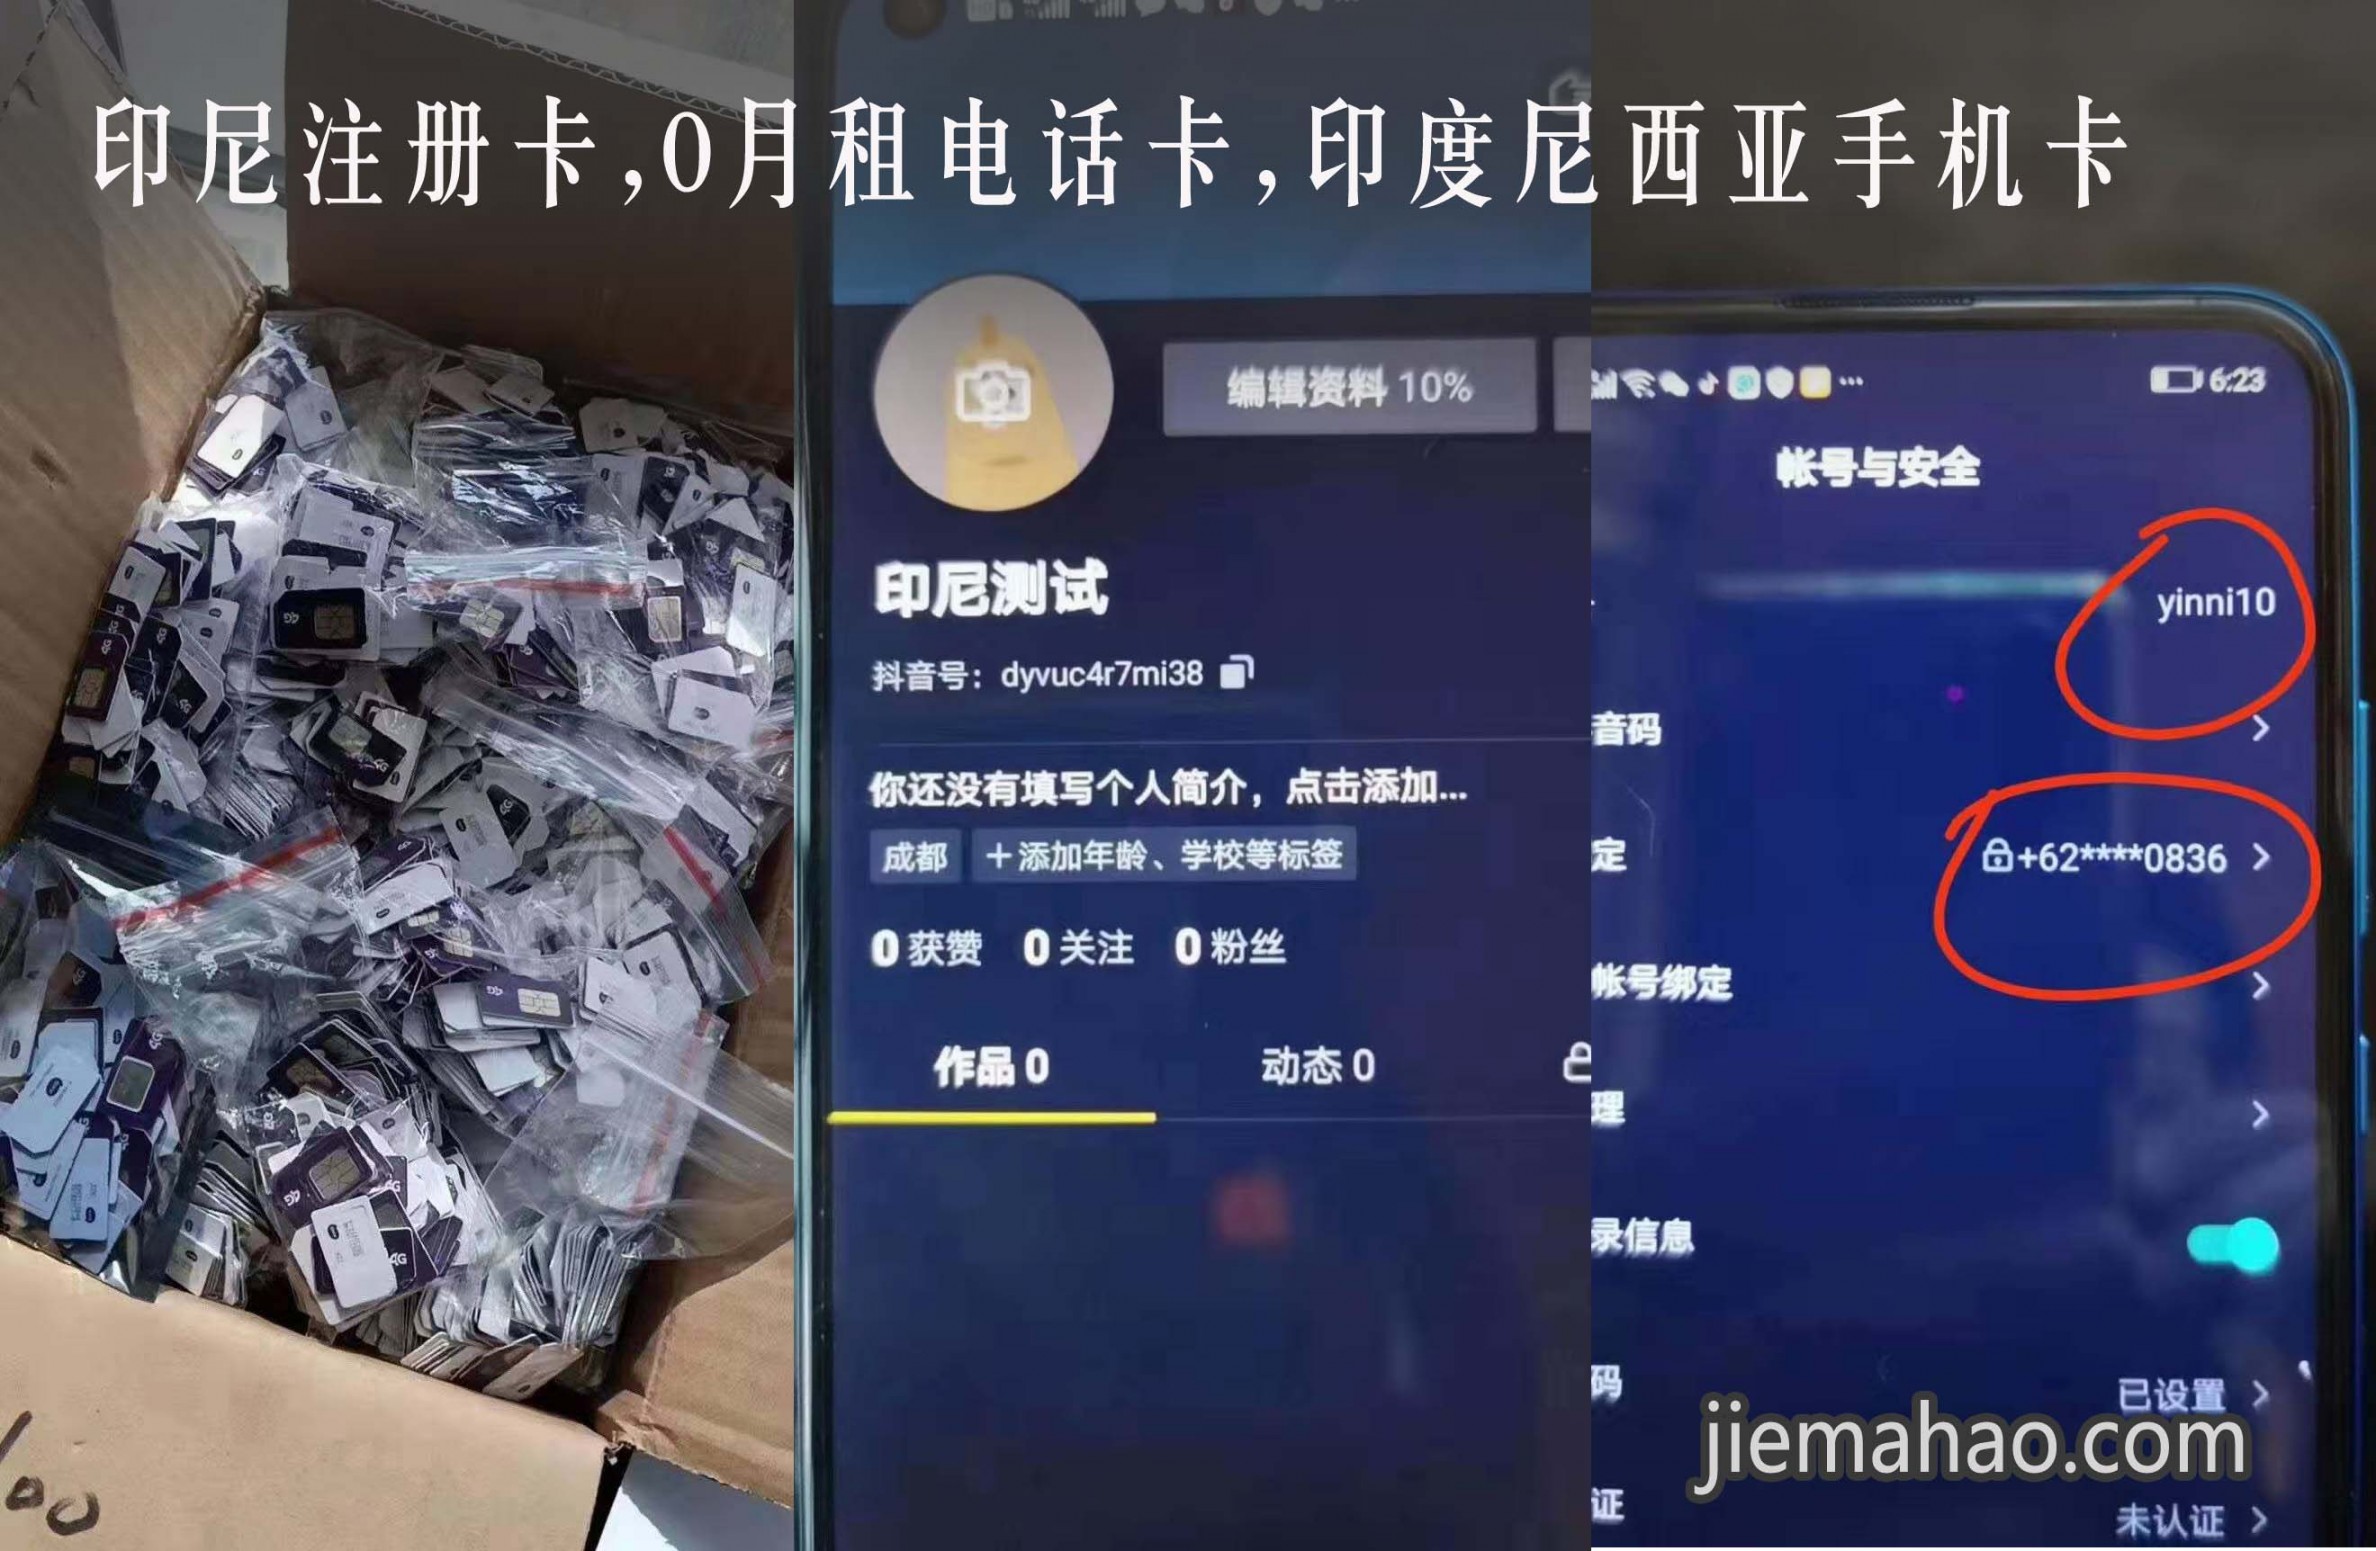 印尼注册卡,0月租电话卡,印度尼西亚手机卡
编辑资料 10%
印尼测试
抖音号：dyvuc4r7mi38
你还没有填写个人简介，点击添加...
成都
+添加年龄、学校等标签
0 获赞 0 关注 0 粉丝
作品 0 动态 0
6:23
帐号与安全
yinni10
音码
定 +62****0836
帐号绑定
理
录信息
码 已设置
jiemahao.com
证 未认证
4G
00